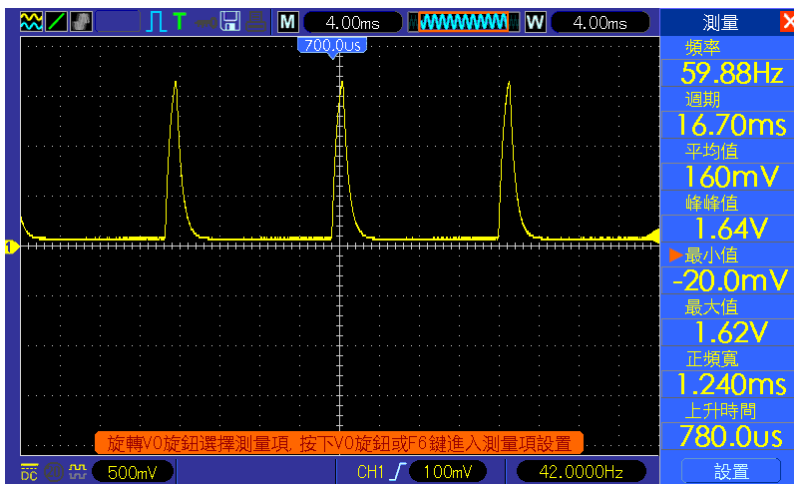 M 4.00ms W 4.00ms 測量
700.0us
頻率
59.88Hz
週期
16.70ms
平均值
160mV
峰峰值
1.64V
最小值
-20.0mV
最大值
1.62V
正頻寬
1.240ms
上升時間
780.0us
旋轉V0旋鈕選擇測量項, 按下V0旋鈕或F6鍵進入測量項設置
DC 500mV CH1 100mV 42.0000Hz 設置